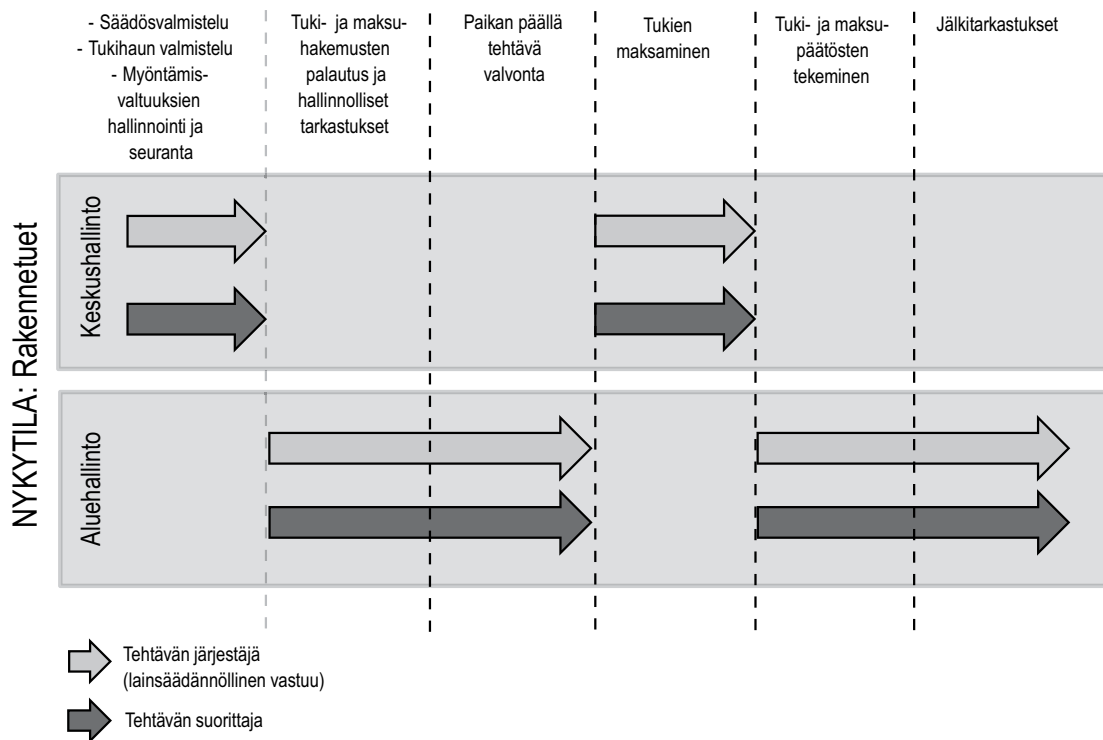 - Säädösvalmistelu
- Tukihaun valmistelu
- Myöntämis-
valtuuksien
hallinnointi ja
seuranta
Tuki- ja maksu-
hakemusten
palautus ja
hallinnolliset
tarkastukset
Paikan päällä
tehtävä
valvonta
Tukien
maksaminen
Tuki- ja maksu-
päätösten
tekeminen
Jälkitarkastukset
NYKYTILA: Rakennetuet
Keskushallinto
Aluehallinto
Tehtävän järjestäjä
(lainsäädännöllinen vastuu)
Tehtävän suorittaja